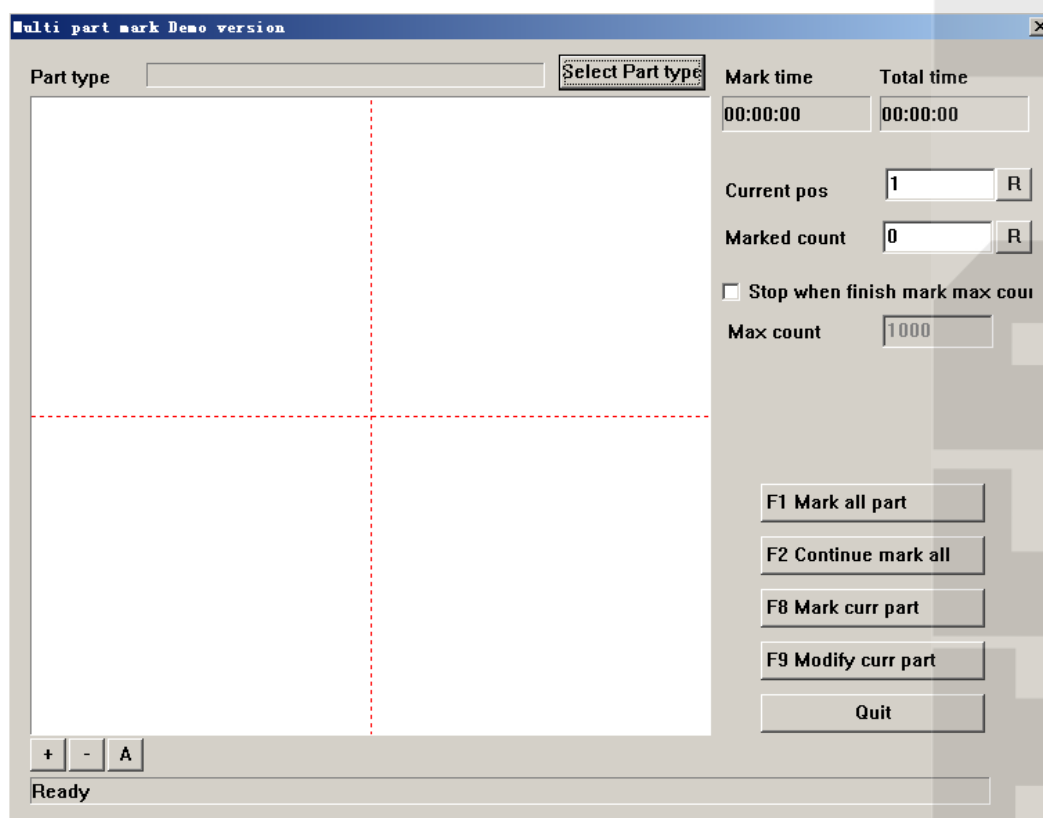 Multi part mark Demo version
Part type Select Part type Mark time Total time
00:00:00 00:00:00
Current pos 1 R
Marked count 0 R
Stop when finish mark max cou
Max count 1000
F1 Mark all part
F2 Continue mark all
F8 Mark curr part
F9 Modify curr part
Quit
+ - A
Ready